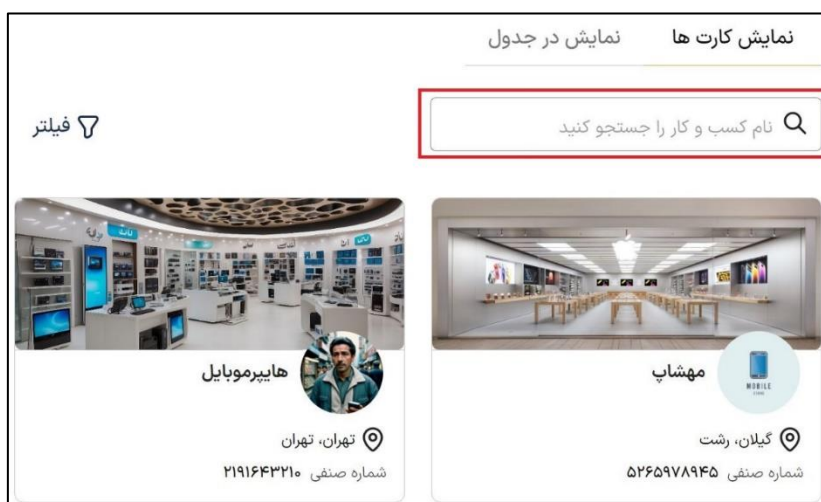 نمایش کارت ها
نمایش در جدول
نام کسب و کار را جستجو کنید
فیلتر
مهشاپ
MOBILE
گیلان، رشت
شماره صنفی ۵۲۶۵۹۷۸۹۴۵
هایپرموبایل
تهران، تهران
شماره صنفی ۲۱۹۱۶۴۳۲۱۰